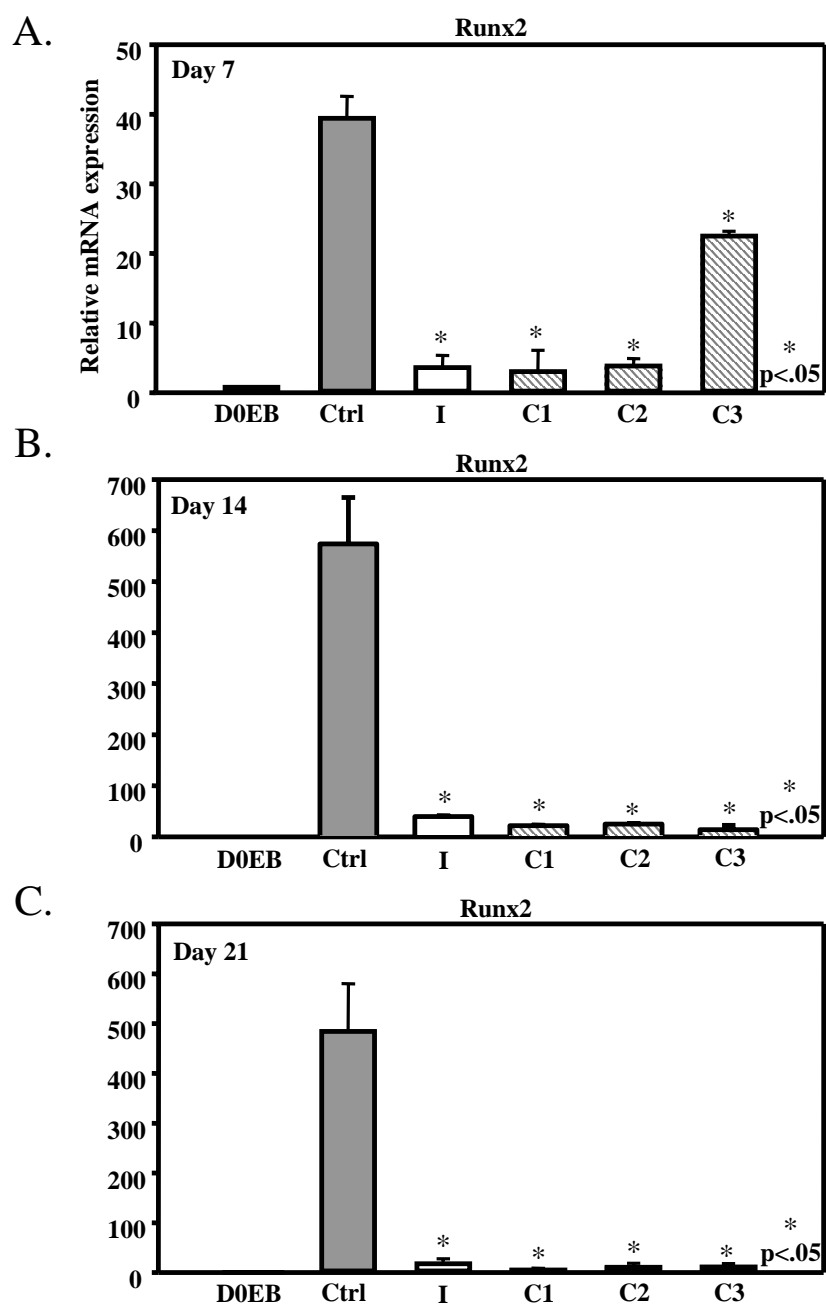 A.
Runx2
50
Day 7
40
30
20
10
0
Relative mRNA expression
*
*
*
*
*
p<.05
D0EB Ctrl I C1 C2 C3
B.
Runx2
700
Day 14
600
500
400
300
200
100
0
*
*
*
*
*
p<.05
D0EB Ctrl I C1 C2 C3
C.
Runx2
700
Day 21
600
500
400
300
200
100
0
*
*
*
*
*
p<.05
D0EB Ctrl I C1 C2 C3